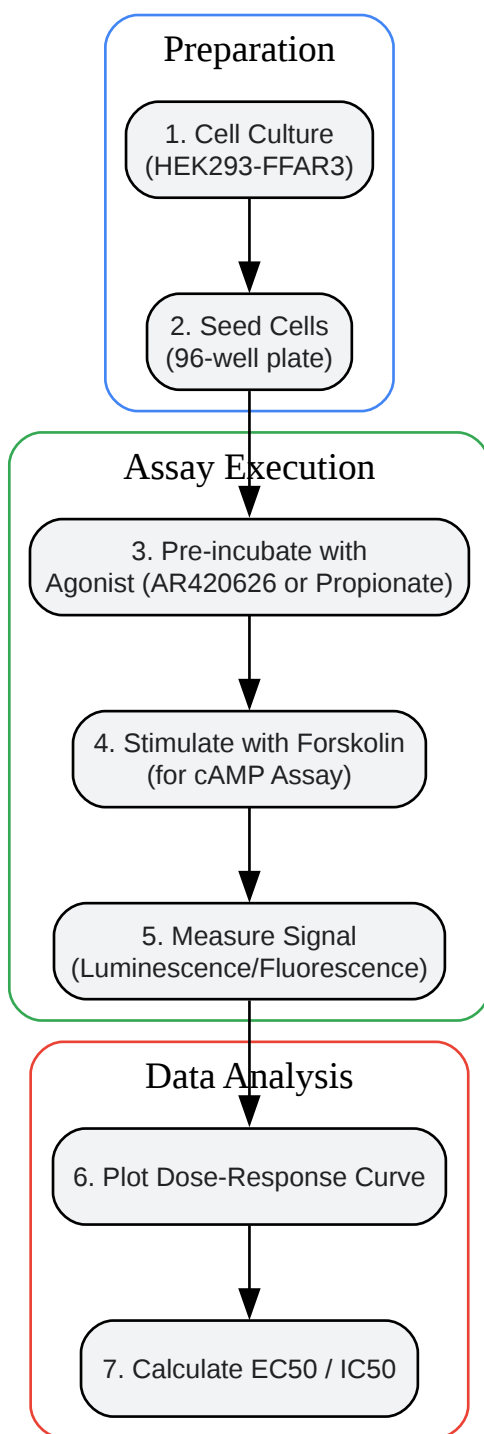 Preparation
1. Cell Culture
(HEK293-FFAR3)
2. Seed Cells
(96-well plate)
Assay Execution
3. Pre-incubate with
Agonist (AR420626 or Propionate)
4. Stimulate with Forskolin
(for cAMP Assay)
5. Measure Signal
(Luminescence/Fluorescence)
Data Analysis
6. Plot Dose-Response Curve
7. Calculate EC50 / IC50